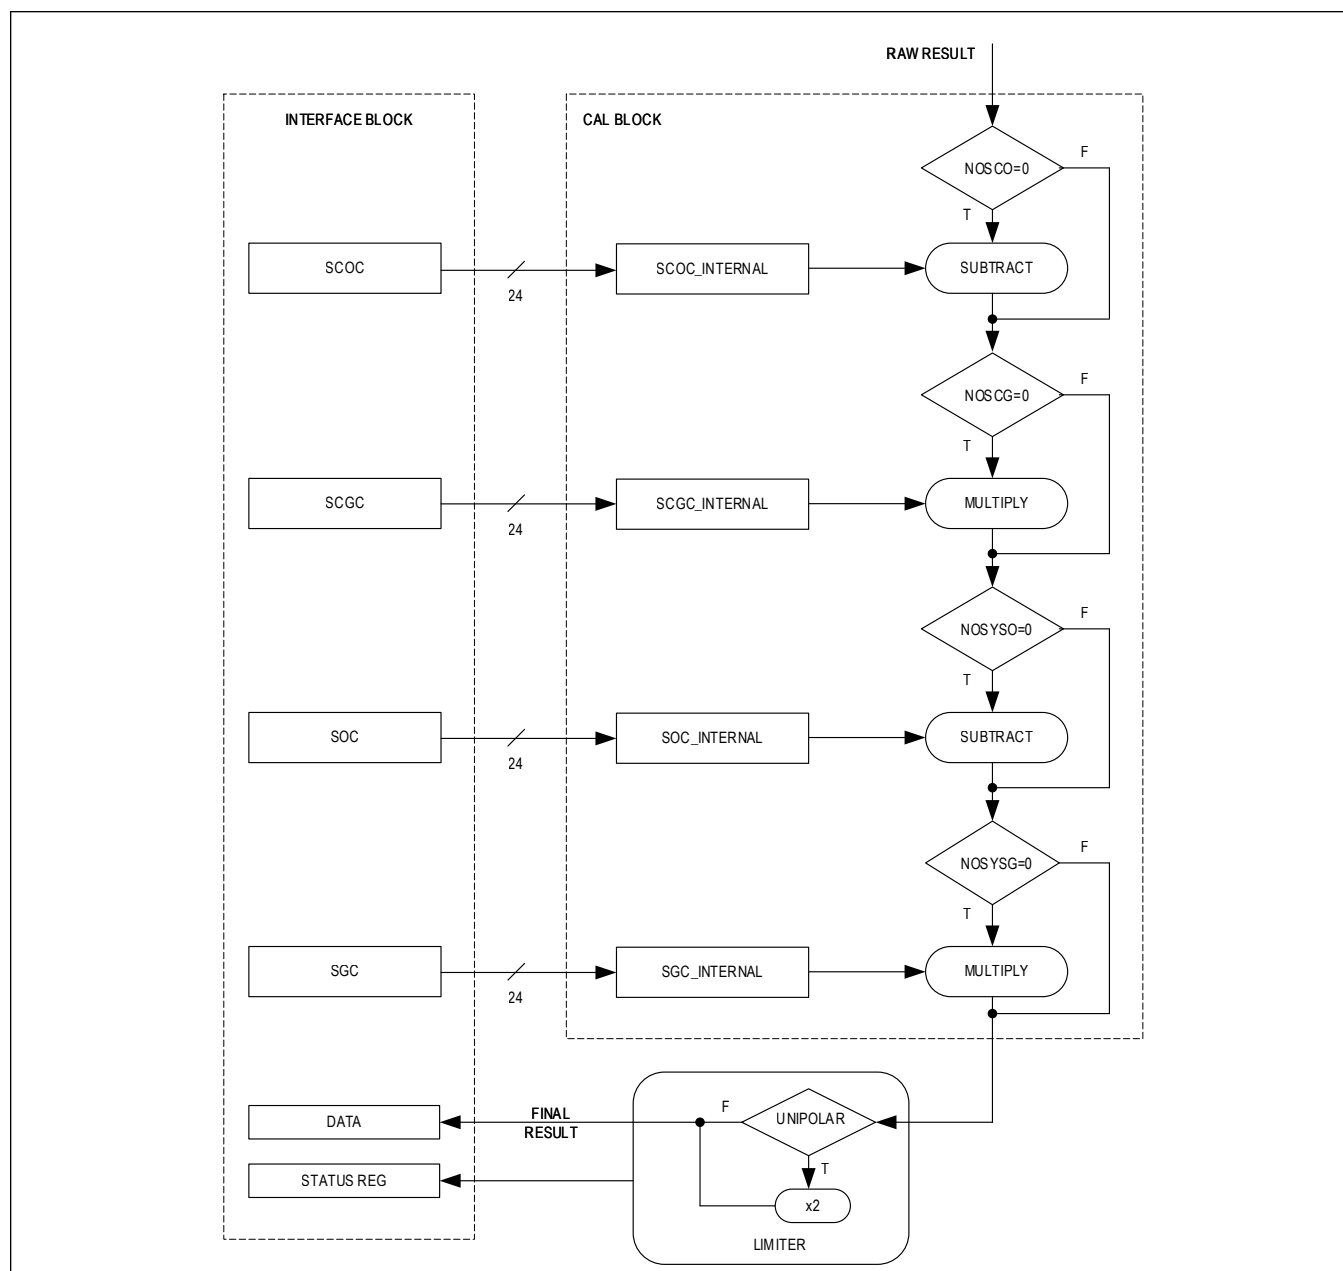 RAW RESULT
INTERFACE BLOCK
CAL BLOCK
NOSCO=0
F
T
SCOC
24
SCOC_INTERNAL
SUBTRACT
NOSCG=0
F
T
SCGC
24
SCGC_INTERNAL
MULTIPLY
NOSYSO=0
F
T
SOC
24
SOC_INTERNAL
SUBTRACT
NOSYSG=0
F
T
SGC
24
SGC_INTERNAL
MULTIPLY
DATA
FINAL
RESULT
F
UNIPOLAR
T
STATUS REG
x2
LIMITER